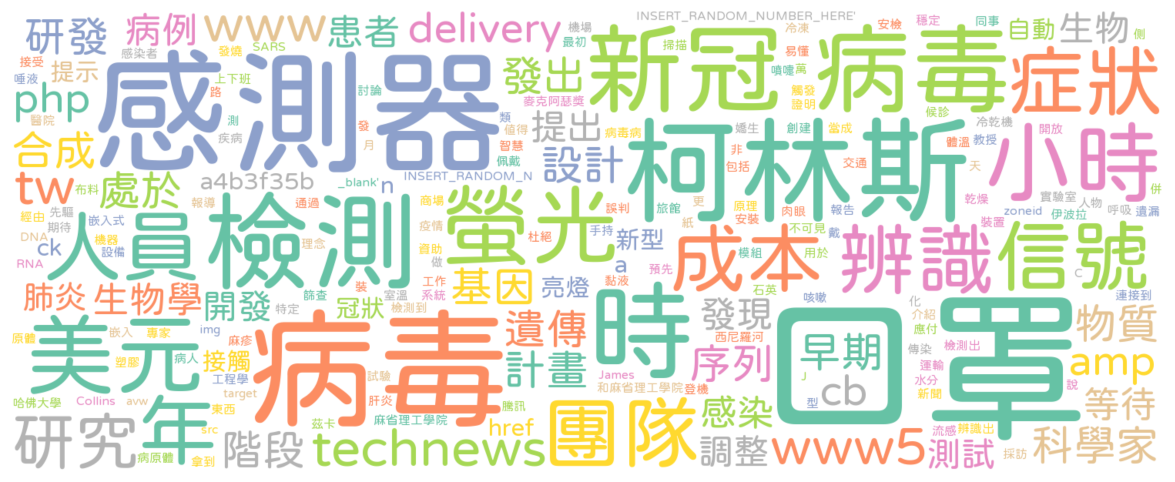 研發 病例 www 患者 delivery 發出 新冠病毒 症狀
INSERT_RANDOM_NUMBER_HERE'
自動 生物 同事 側
穩定 安檢 冷凍 機場 最初 掃描 易懂
接受 提示 感染者 發燒 SARS
唾液 上下班 路 討論 麥克阿瑟獎 噴嚏 萬 觸發 證明
php 醫院 感測器 類 值得 提出 病毒病 候診
合成 測 疾病 發 月 智慧 佩戴 嬌生 創建 當成 冷乾機 開放
tw 處於 a4b3f35b _blank' n INSERT_RANDOM_N 設計 柯林斯 非 包括 交通 體溫 教授 小時
布料 報導 通過 商場 誤判 旅館 更 原理 安裝 肉眼 報告 天 乾燥 實驗室 人物 併
經由 先驅 期待 嵌入式 疫情 手持 紙 不可見 戴 裝置 zoneid 伊波拉 呼吸 遺漏
DNA ck 機器 設備 人員 檢測 理念 資助 螢光 杜絕 新型 a 成本 模組 用於 辨識 信號
RNA 裝 室溫 做 工作 系統 黏液 預先 石英 C 連接到
肺炎 生物學 開發 篩查 特定 冠狀 檢測到 基因 亮燈 咳嗽 化 介紹 應付
原體 嵌入 專家 img 麻疹 遺傳 時 發現 口罩 早期 物質
塑膠 病人 接觸 病毒 計畫 西尼羅河 序列 傳染 檢測出
美元 工程學 target 試驗 肝炎 James 和麻省理工學院 登機 J cb 運輸 水分 新聞 amp 說
哈佛大學 Collins avw 東西 茲卡 騰訊 麻省理工學院 型 等待
研究 年 src 階段 technews href 團隊 感染 調整 www5 流感 辨識出 測試 採訪 科學家
病原體 拿到